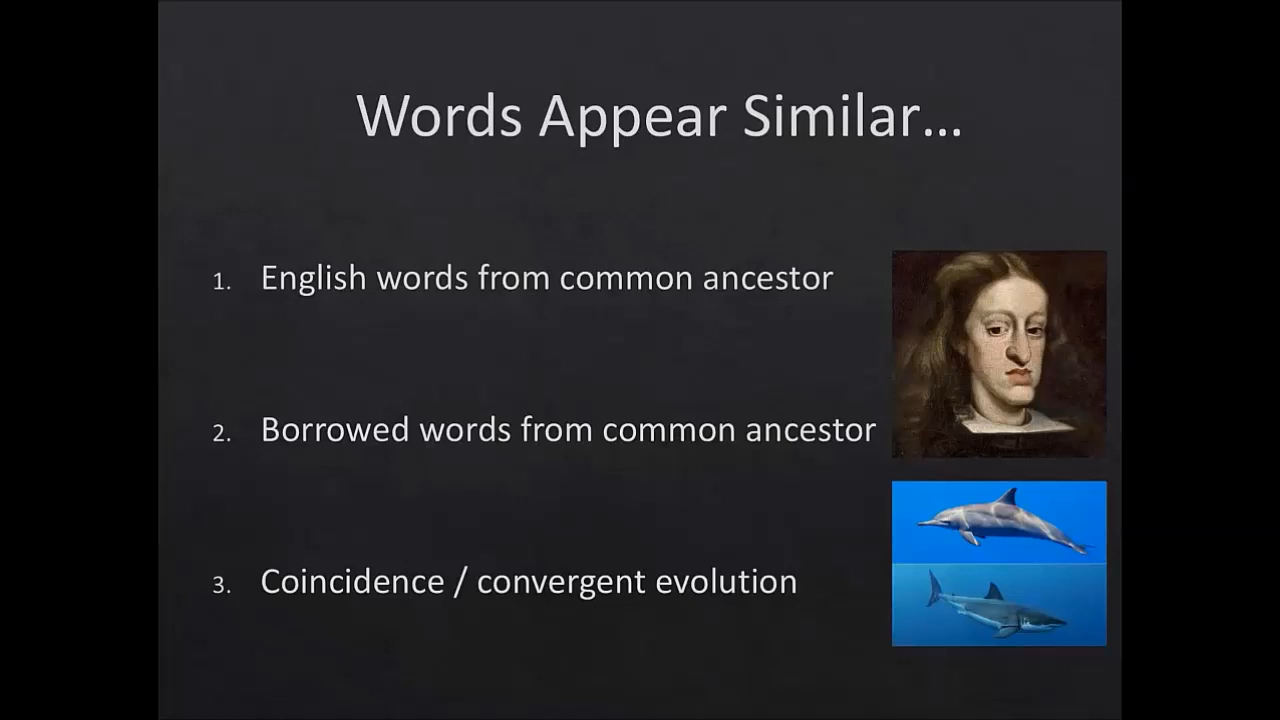 Words Appear Similar…
1. English words from common ancestor
2. Borrowed words from common ancestor
3. Coincidence / convergent evolution